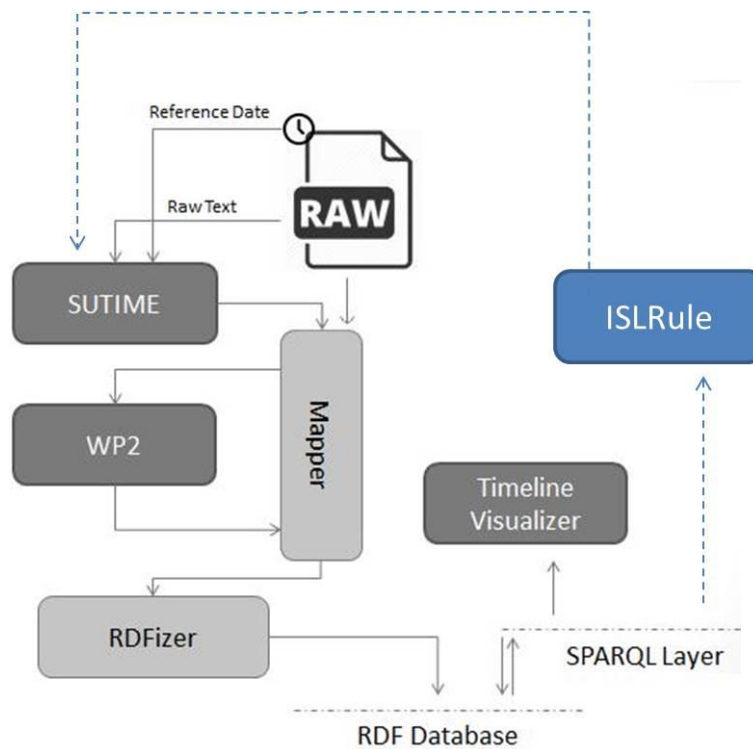 Reference Date
Raw Text
RAW
SUTIME
ISLRule
Mapper
WP2
Timeline
Visualizer
RDFizer
SPARQL Layer
RDF Database